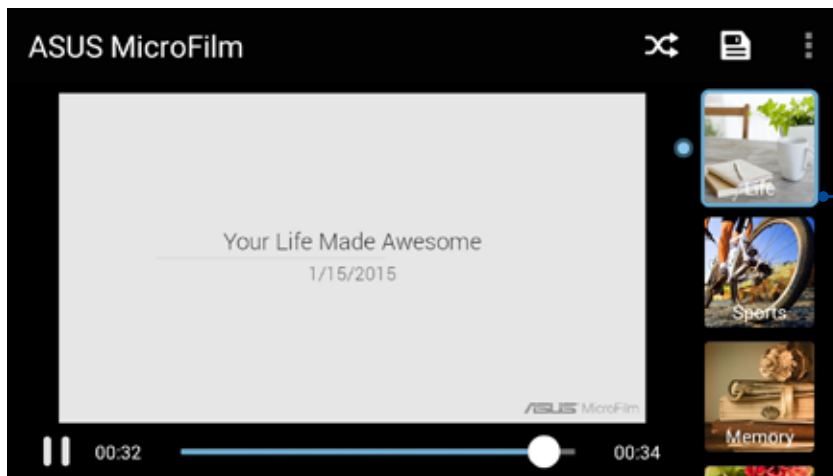 ASUS MicroFilm
Your Life Made Awesome
1/15/2015
ASUS MicroFilm
00:32
00:34
Life
Sports
Memory